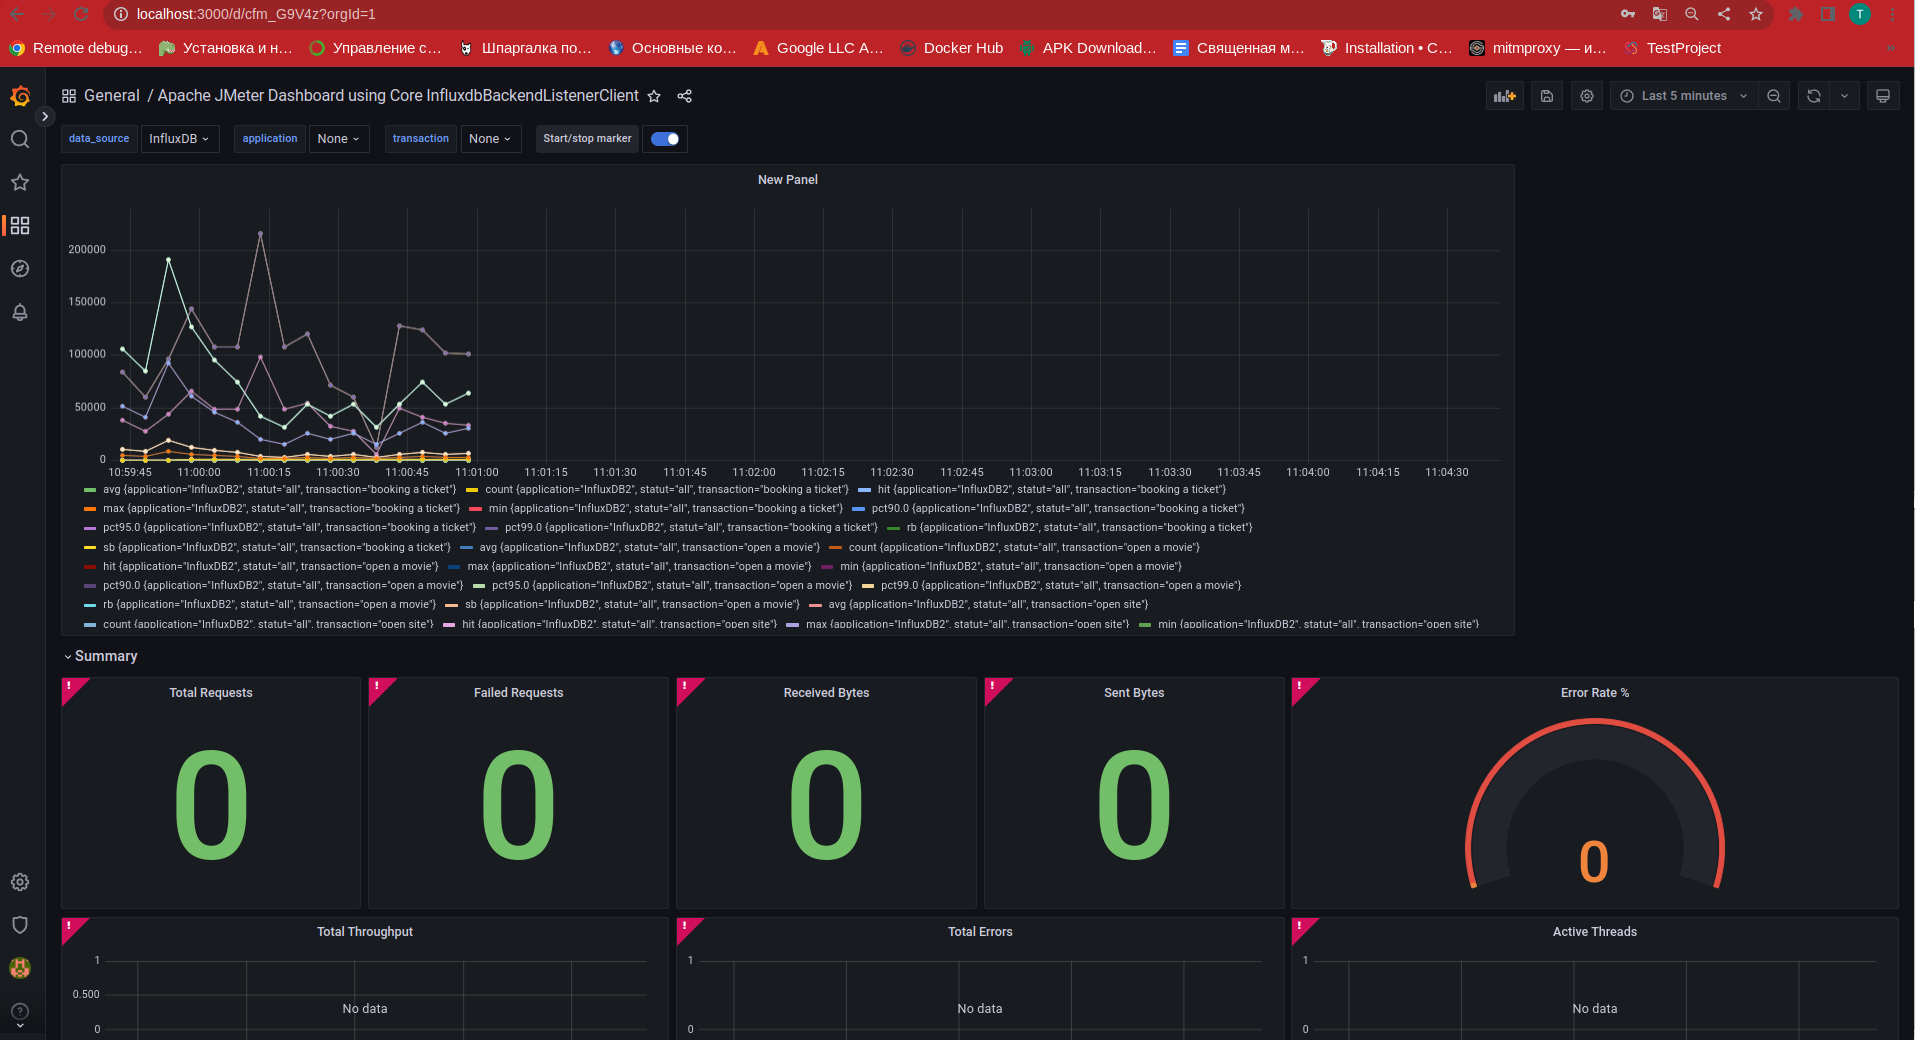 localhost:3000/d/cfm_G9V4z?orgId=1
T
Remote debug… Установка и н… Управление с… Шпаргалка по… Основные ко… Google LLC A… Docker Hub APK Download… Священная м… Installation • C… mitmproxy — и… TestProject
General / Apache JMeter Dashboard using Core InfluxdbBackendListenerClient
Last 5 minutes
data_source InfluxDB application None transaction None Start/stop marker
New Panel
200000
150000
100000
50000
0
10:59:45 11:00:00 11:00:15 11:00:30 11:00:45 11:01:00 11:01:15 11:01:30 11:01:45 11:02:00 11:02:15 11:02:30 11:02:45 11:03:00 11:03:15 11:03:30 11:03:45 11:04:00 11:04:15 11:04:30
avg {application="InfluxDB2", statut="all", transaction="booking a ticket"} count {application="InfluxDB2", statut="all", transaction="booking a ticket"} hit {application="InfluxDB2", statut="all", transaction="booking a ticket"}
max {application="InfluxDB2", statut="all", transaction="booking a ticket"} min {application="InfluxDB2", statut="all", transaction="booking a ticket"} pct90.0 {application="InfluxDB2", statut="all", transaction="booking a ticket"}
pct95.0 {application="InfluxDB2", statut="all", transaction="booking a ticket"} pct99.0 {application="InfluxDB2", statut="all", transaction="booking a ticket"} rb {application="InfluxDB2", statut="all", transaction="booking a ticket"}
sb {application="InfluxDB2", statut="all", transaction="booking a ticket"} avg {application="InfluxDB2", statut="all", transaction="open a movie"} count {application="InfluxDB2", statut="all", transaction="open a movie"}
hit {application="InfluxDB2", statut="all", transaction="open a movie"} max {application="InfluxDB2", statut="all", transaction="open a movie"} min {application="InfluxDB2", statut="all", transaction="open a movie"}
pct90.0 {application="InfluxDB2", statut="all", transaction="open a movie"} pct95.0 {application="InfluxDB2", statut="all", transaction="open a movie"} pct99.0 {application="InfluxDB2", statut="all", transaction="open a movie"}
rb {application="InfluxDB2", statut="all", transaction="open a movie"} sb {application="InfluxDB2", statut="all", transaction="open a movie"} avg {application="InfluxDB2", statut="all", transaction="open site"}
count {application="InfluxDB2", statut="all", transaction="open site"} hit {application="InfluxDB2", statut="all", transaction="open site"} max {application="InfluxDB2", statut="all", transaction="open site"} min {application="InfluxDB2", statut="all", transaction="open site"}
Summary
! Total Requests ! Failed Requests ! Received Bytes ! Sent Bytes ! Error Rate %
0 0 0 0 0
! Total Throughput ! Total Errors ! Active Threads
1 1 1
0.500
No data No data No data
0 0 0